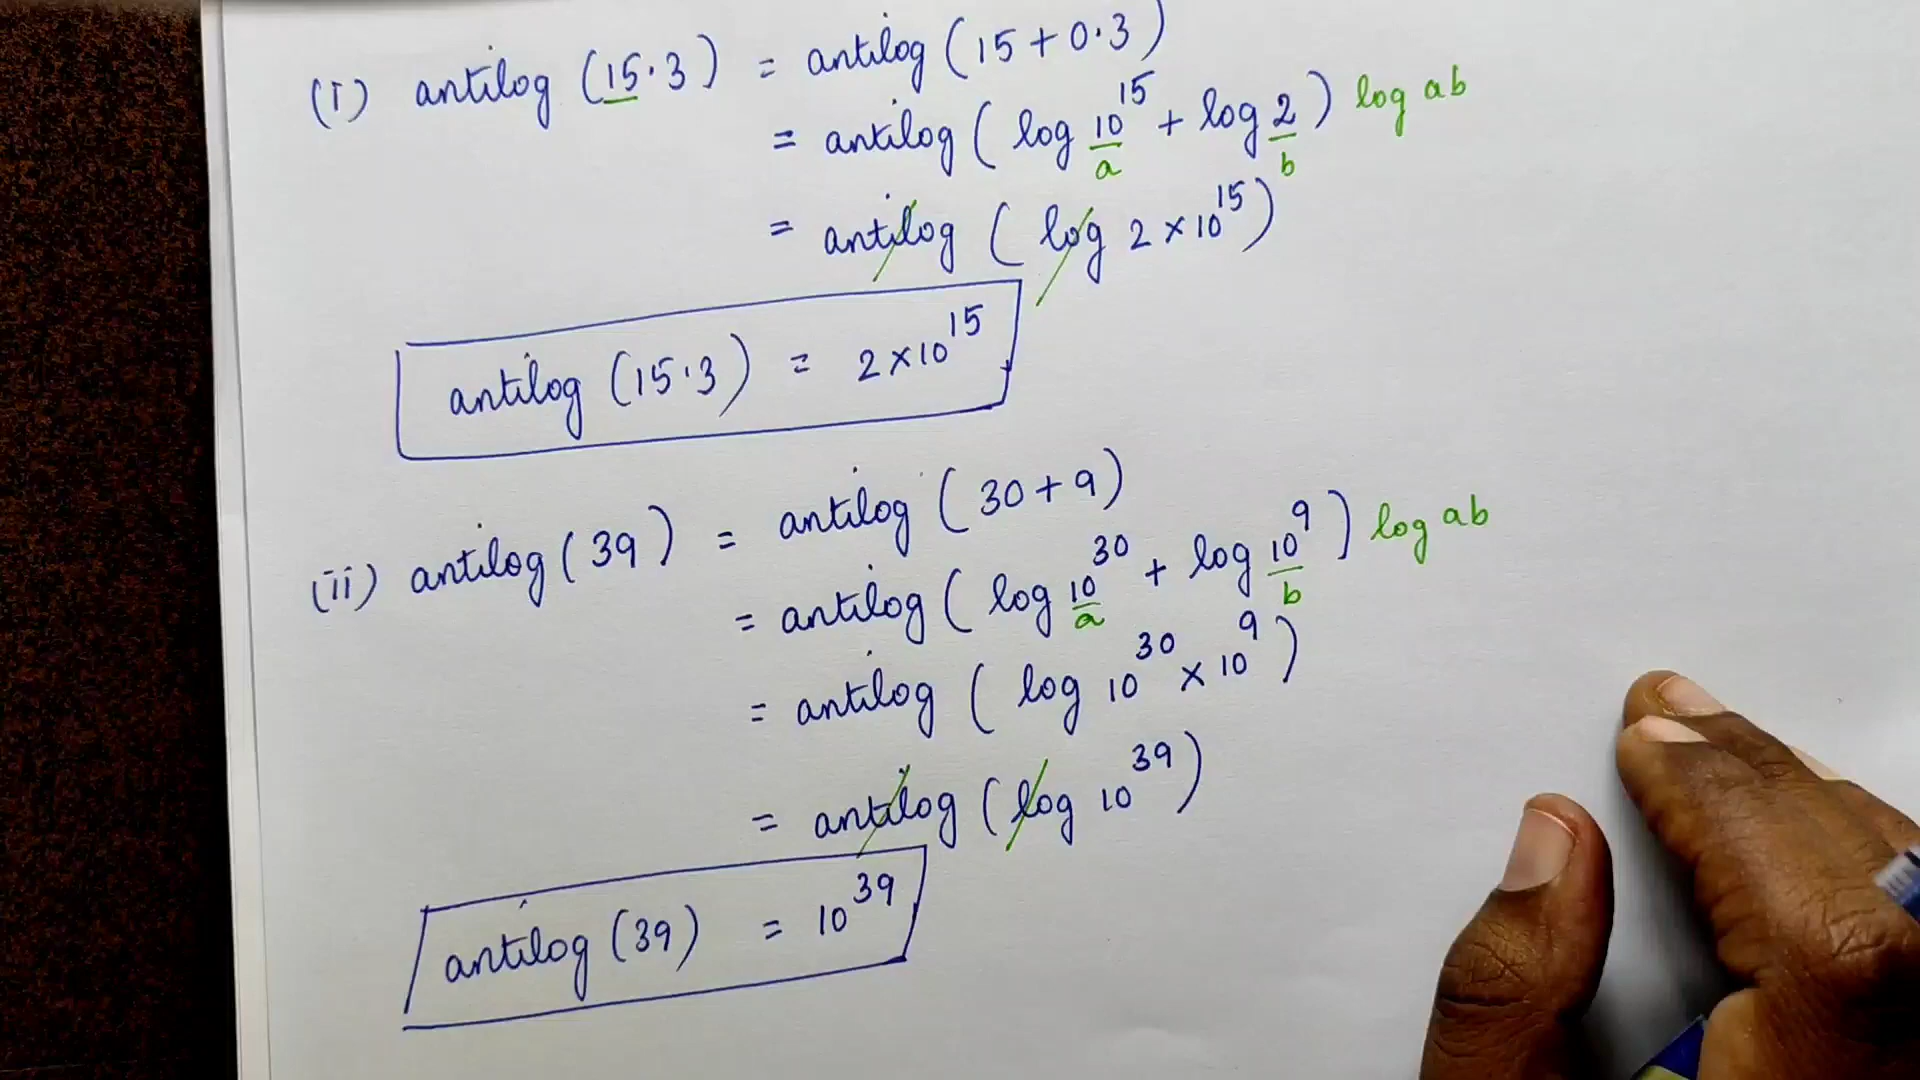 (i) antilog (15.3) = antilog (15 + 0.3)
= antilog ( log 10^15 + log 2 ) log ab
a b
= antilog ( log 2 × 10^15 )
antilog (15.3) = 2 × 10^15
(ii) antilog (39) = antilog ( 30 + 9 )
= antilog ( log 10^30 + log 10^9 ) log ab
a b
= antilog ( log 10^30 × 10^9 )
= antilog ( log 10^39 )
antilog (39) = 10^39